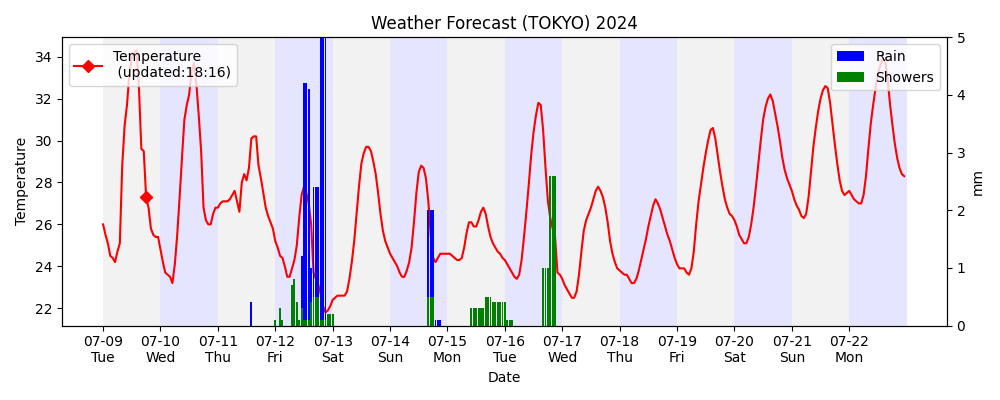 Weather Forecast (TOKYO) 2024
Temperature
(updated:18:16)
Rain
Showers
Temperature
34
32
30
28
26
24
22
5
4
3
2
1
0
mm
07-09 07-10 07-11 07-12 07-13 07-14 07-15 07-16 07-17 07-18 07-19 07-20 07-21 07-22
Tue Wed Thu Fri Sat Sun Mon Tue Wed Thu Fri Sat Sun Mon
Date